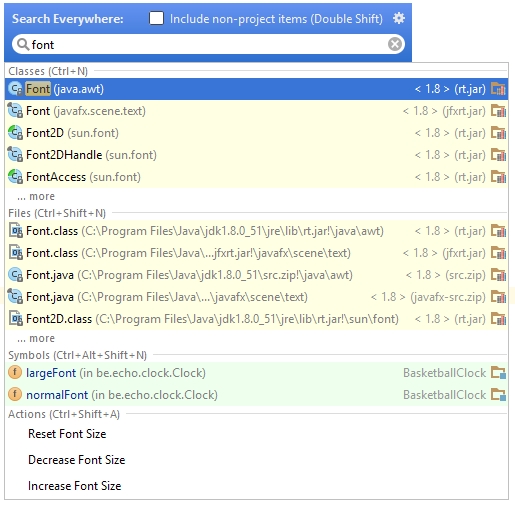 Search Everywhere: Include non-project items (Double Shift)
font
Classes (Ctrl+N)
Font (java.awt) < 1.8 > (rt.jar)
Font (javafx.scene.text) < 1.8 > (jfxrt.jar)
Font2D (sun.font) < 1.8 > (rt.jar)
Font2DHandle (sun.font) < 1.8 > (rt.jar)
FontAccess (sun.font) < 1.8 > (rt.jar)
... more
Files (Ctrl+Shift+N)
Font.class (C:\Program Files\Java\jdk1.8.0_51\jre\lib\rt.jar!\java\awt) < 1.8 > (rt.jar)
Font.class (C:\Program Files\Java\...jfxrt.jar!\javafx\scene\text) < 1.8 > (jfxrt.jar)
Font.java (C:\Program Files\Java\jdk1.8.0_51\src.zip!\java\awt) < 1.8 > (src.zip)
Font.java (C:\Program Files\Java\...\javafx\scene\text) < 1.8 > (javafx-src.zip)
Font2D.class (C:\Program Files\Java\jdk1.8.0_51\jre\lib\rt.jar!\sun\font) < 1.8 > (rt.jar)
... more
Symbols (Ctrl+Alt+Shift+N)
f largeFont (in be.echo.clock.Clock) BasketballClock
f normalFont (in be.echo.clock.Clock) BasketballClock
Actions (Ctrl+Shift+A)
Reset Font Size
Decrease Font Size
Increase Font Size